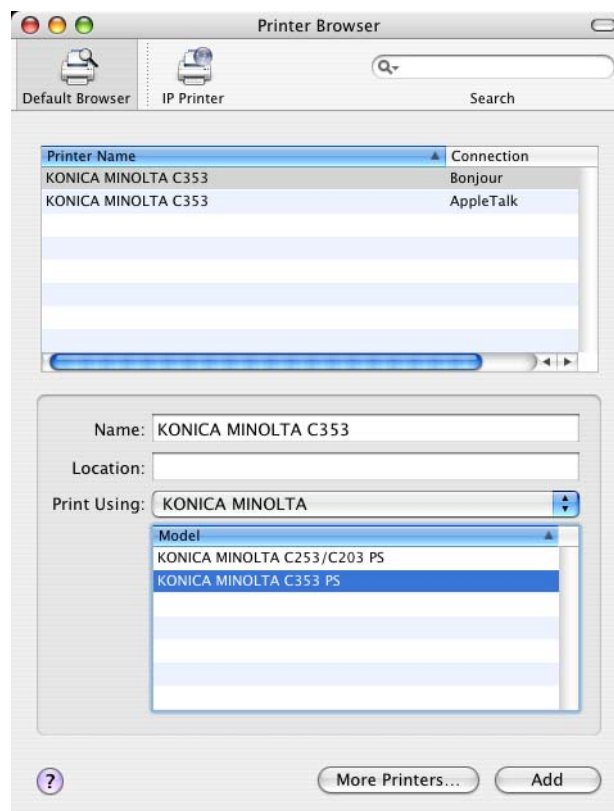 Printer Browser
Default Browser
IP Printer
Search
Printer Name Connection
KONICA MINOLTA C353 Bonjour
KONICA MINOLTA C353 AppleTalk
Name: KONICA MINOLTA C353
Location:
Print Using: KONICA MINOLTA
Model
KONICA MINOLTA C253/C203 PS
KONICA MINOLTA C353 PS
? More Printers... Add